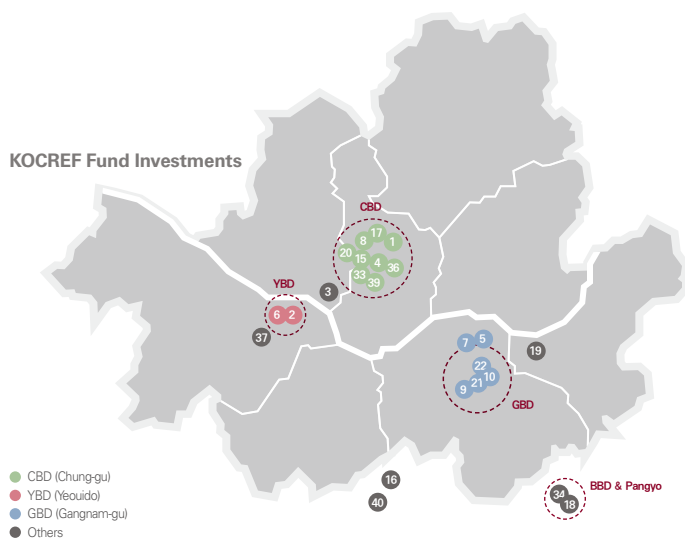 KOCREF Fund Investments
CBD
17
8
1
20
15
4
36
33
39
YBD
3
6 2
37
7 5
19
22
10
21
9
GBD
16
40
BBD & Pangyo
34
18
CBD (Chung-gu)
YBD (Yeouido)
GBD (Gangnam-gu)
Others